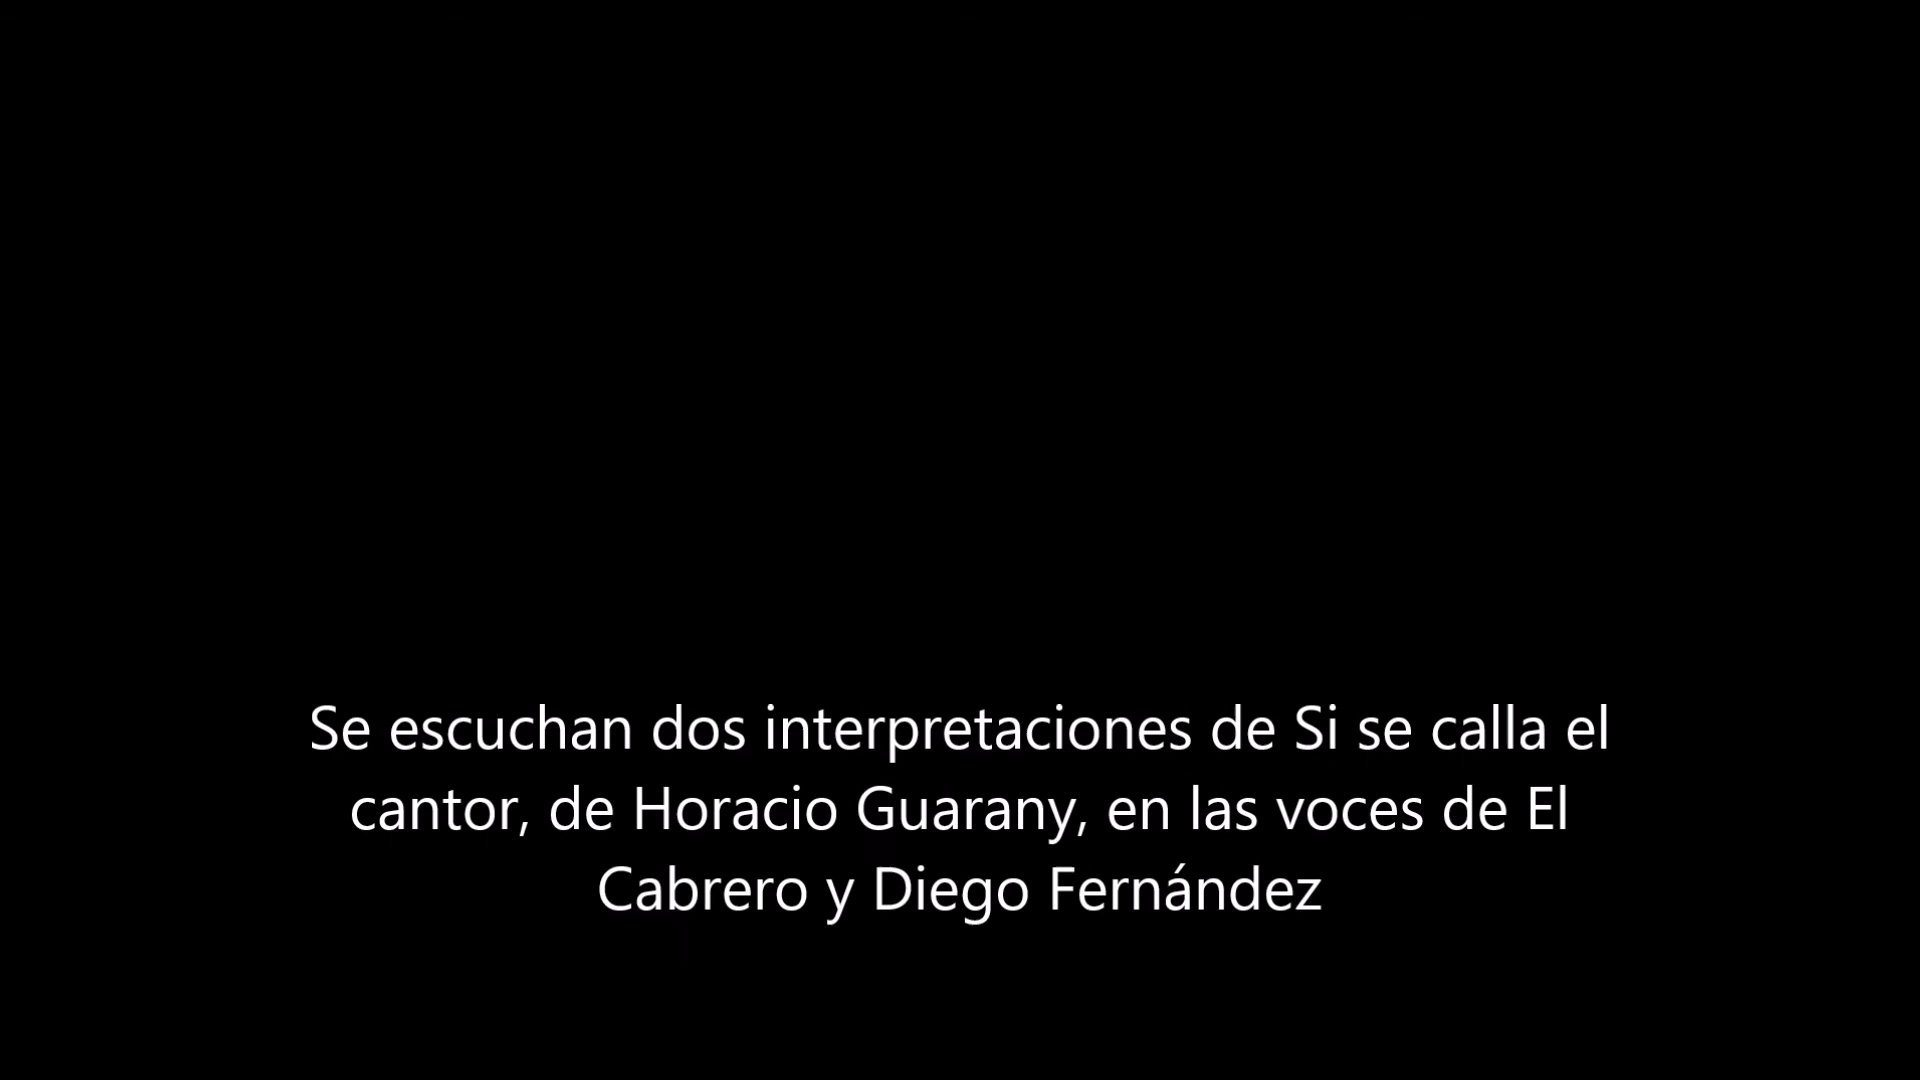 Se escuchan dos interpretaciones de Si se calla el
cantor, de Horacio Guarany, en las voces de El
Cabrero y Diego Fernández